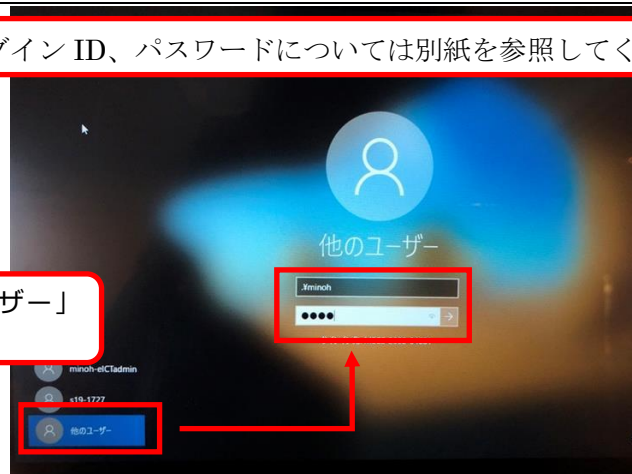 グイン ID、パスワードについては別紙を参照してく
他のユーザー
.¥minoh
ザー」
minoh-eICTadmin
s19-1727
他のユーザー